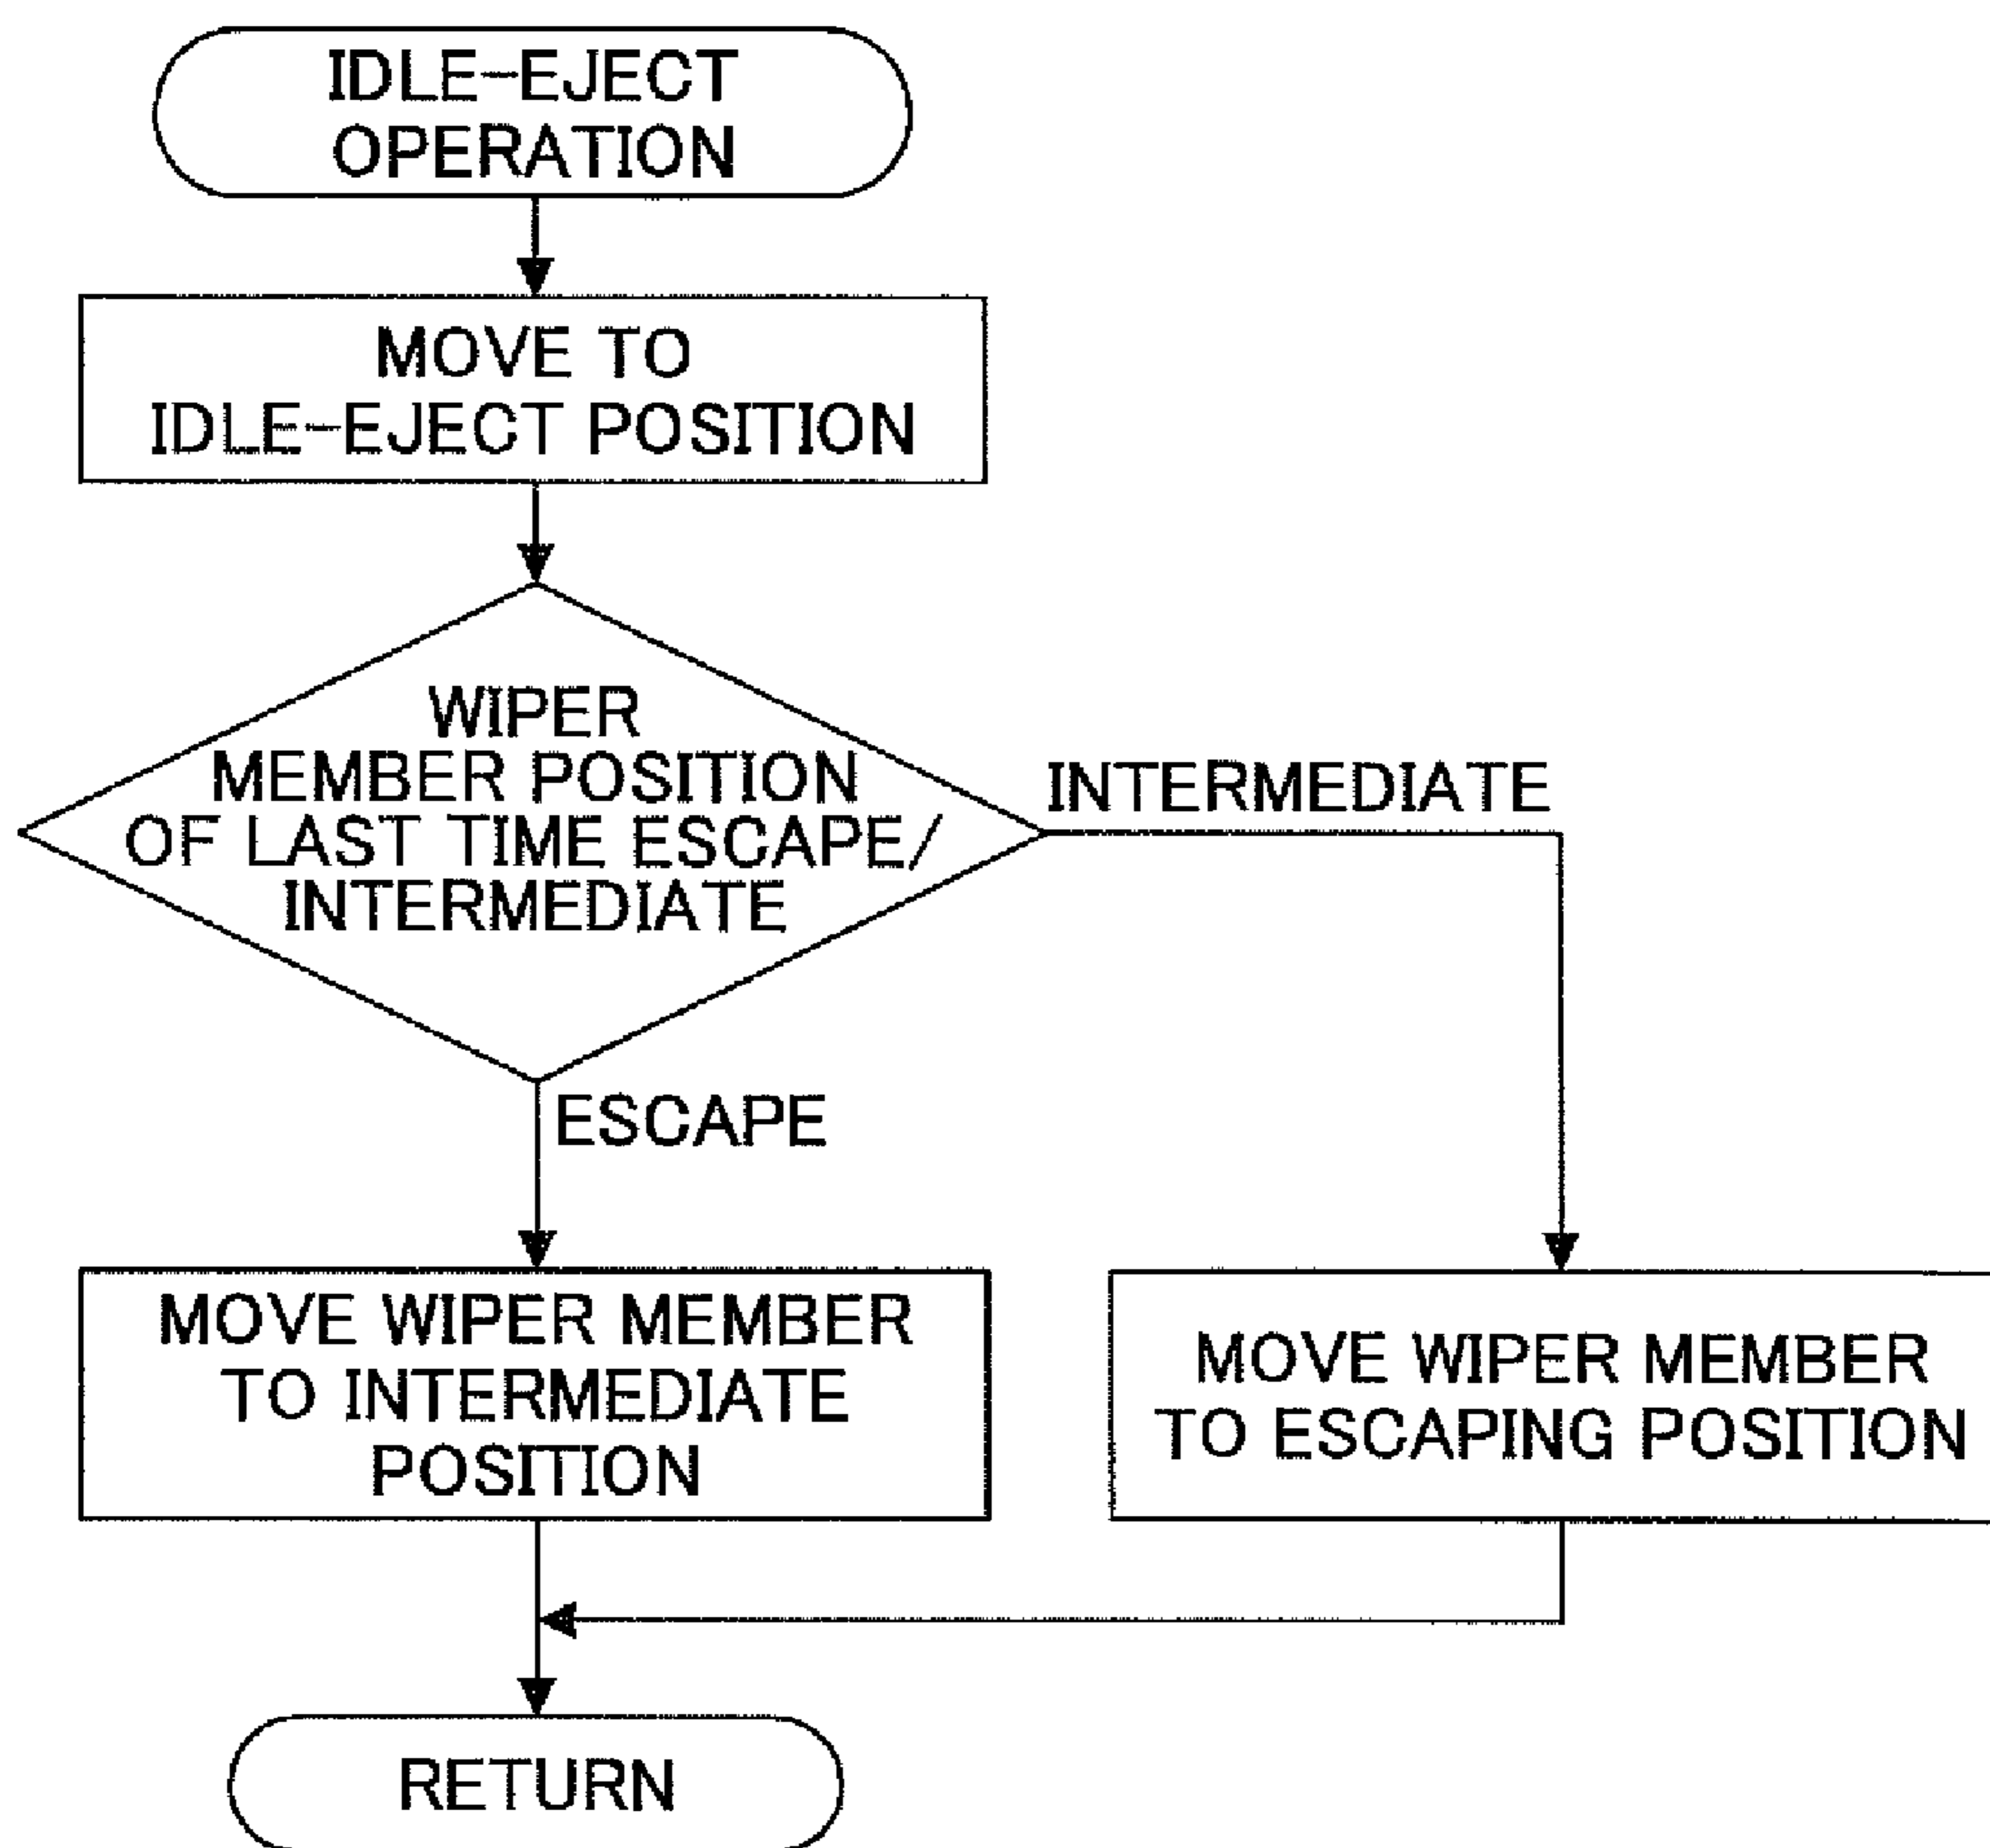 IDLE-EJECT
OPERATION
MOVE TO
IDLE-EJECT POSITION
WIPER
MEMBER POSITION
OF LAST TIME ESCAPE/
INTERMEDIATE
INTERMEDIATE
ESCAPE
MOVE WIPER MEMBER
TO INTERMEDIATE
POSITION
MOVE WIPER MEMBER
TO ESCAPING POSITION
RETURN